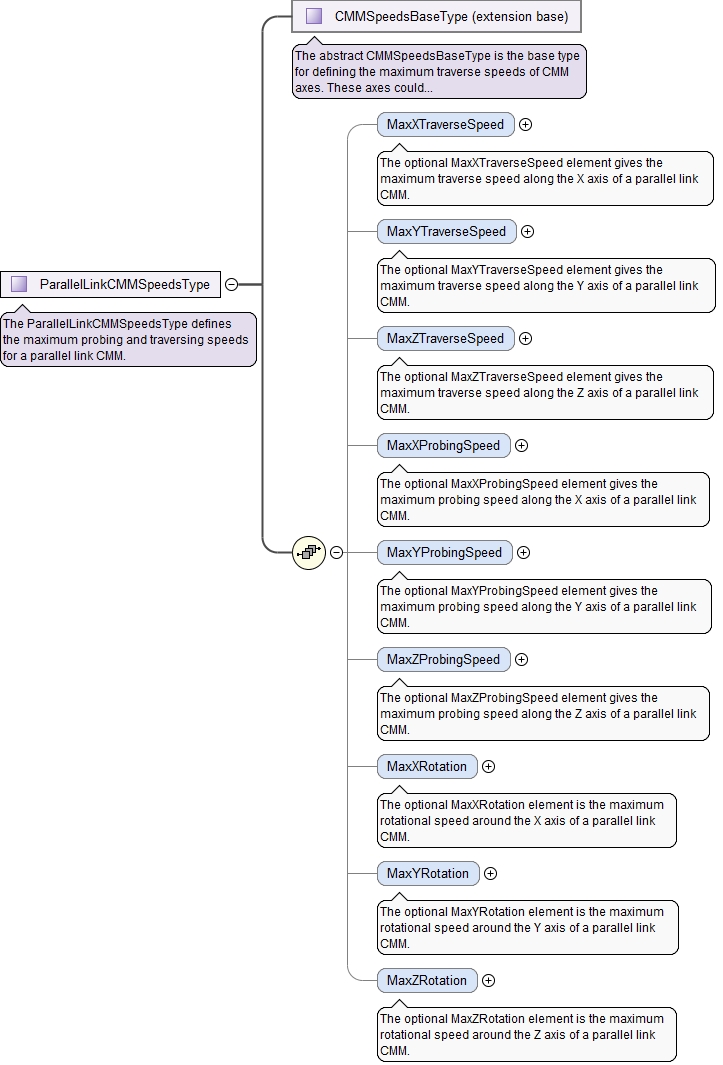 CMMSpeedsBaseType (extension base)
The abstract CMMSpeedsBaseType is the base type
for defining the maximum traverse speeds of CMM
axes. These axes could...
MaxXTraverseSpeed
The optional MaxXTraverseSpeed element gives the
maximum traverse speed along the X axis of a parallel link
CMM.
MaxYTraverseSpeed
The optional MaxYTraverseSpeed element gives the
maximum traverse speed along the Y axis of a parallel link
CMM.
ParallelLinkCMMSpeedsType
The ParallelLinkCMMSpeedsType defines
the maximum probing and traversing speeds
for a parallel link CMM.
MaxZTraverseSpeed
The optional MaxZTraverseSpeed element gives the
maximum traverse speed along the Z axis of a parallel link
CMM.
MaxXProbingSpeed
The optional MaxXProbingSpeed element gives the
maximum probing speed along the X axis of a parallel link
CMM.
MaxYProbingSpeed
The optional MaxYProbingSpeed element gives the
maximum probing speed along the Y axis of a parallel link
CMM.
MaxZProbingSpeed
The optional MaxZProbingSpeed element gives the
maximum probing speed along the Z axis of a parallel link
CMM.
MaxXRotation
The optional MaxXRotation element is the maximum
rotational speed around the X axis of a parallel link
CMM.
MaxYRotation
The optional MaxYRotation element is the maximum
rotational speed around the Y axis of a parallel link
CMM.
MaxZRotation
The optional MaxZRotation element is the maximum
rotational speed around the Z axis of a parallel link
CMM.